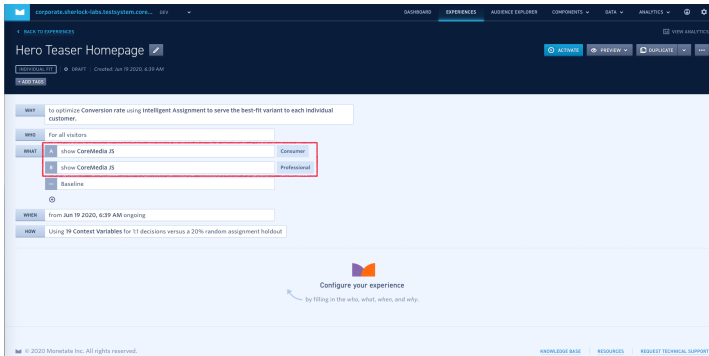 corporate.sherlock-labs.testsystem.core... DEV
DASHBOARD EXPERIENCES AUDIENCE EXPLORER COMPONENTS DATA ANALYTICS
BACK TO EXPERIENCES
VIEW ANALYTICS
Hero Teaser Homepage
ACTIVATE PREVIEW DUPLICATE
INDIVIDUAL FIT DRAFT Created: Jun 19 2020, 6:39 AM
+ ADD TAGS
WHY to optimize Conversion rate using Intelligent Assignment to serve the best-fit variant to each individual
customer.
WHO For all visitors
WHAT A show CoreMedia JS Consumer
show CoreMedia JS Professional
Baseline
WHEN from Jun 19 2020, 6:39 AM ongoing
HOW Using 19 Context Variables for 1:1 decisions versus a 20% random assignment holdout
Configure your experience
by filling in the who, what, when, and why.
© 2020 Monetate Inc. All rights reserved.
KNOWLEDGE BASE RESOURCES REQUEST TECHNICAL SUPPORT